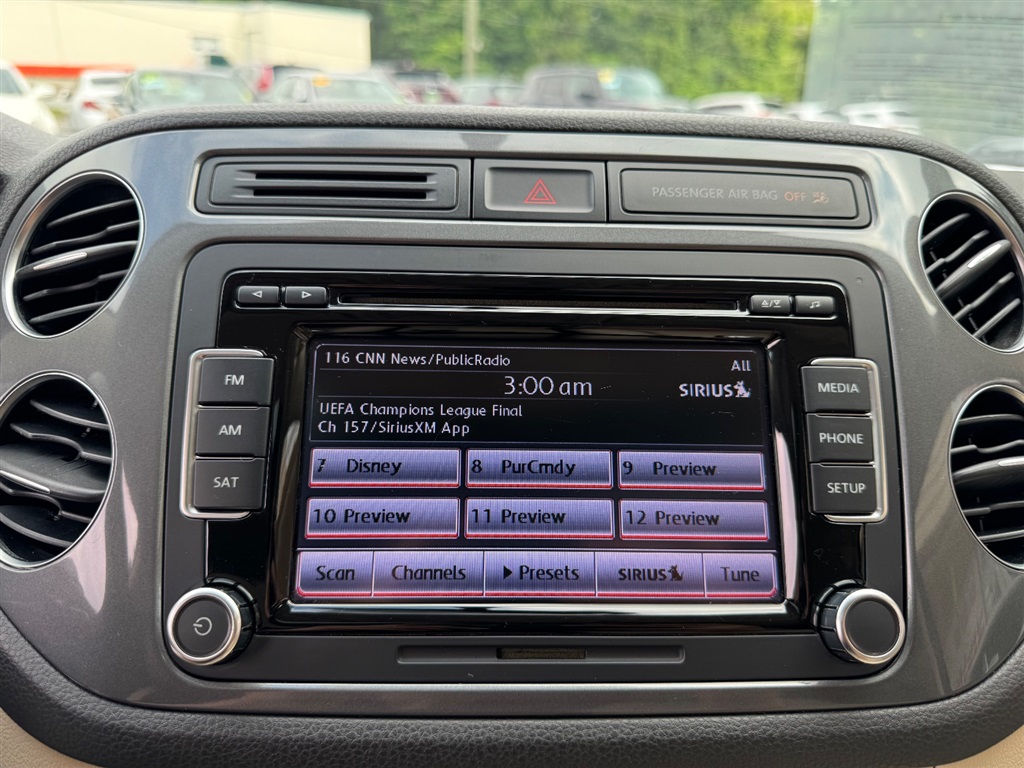 PASSENGER AIR BAG OFF
116 CNN News/PublicRadio
All
3:00 am
SIRIUS
UEFA Champions League Final
Ch 157/SiriusXM App
FM
AM
SAT
MEDIA
PHONE
SETUP
7 Disney
8 PurCmdy
9 Preview
10 Preview
11 Preview
12 Preview
Scan
Channels
Presets
SIRIUS
Tune